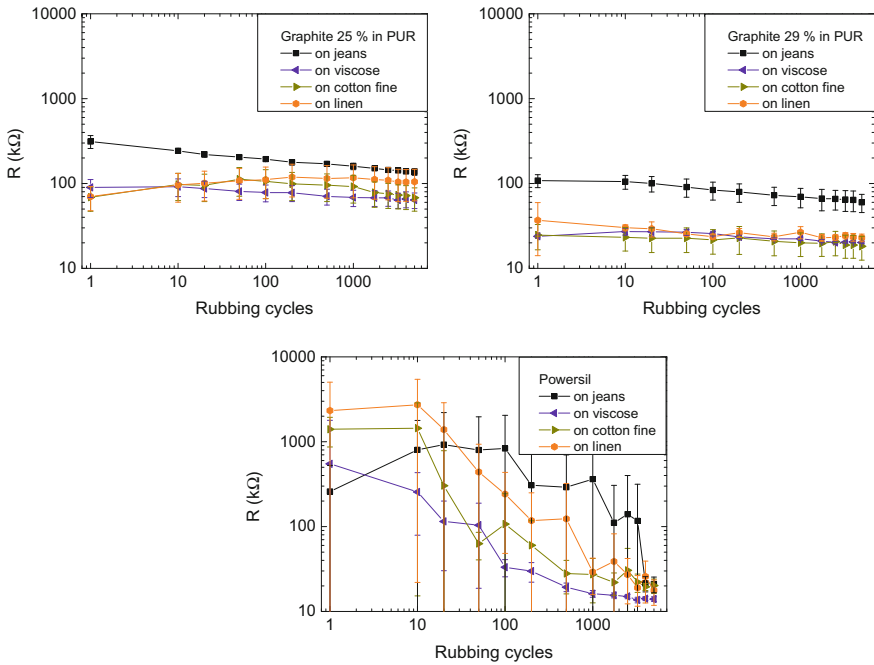 Graphite 25 % in PUR
on jeans
on viscose
on cotton fine
on linen
10000
1000
100
10
R (kΩ)
1
10
100
1000
Rubbing cycles
Graphite 29 % in PUR
on jeans
on viscose
on cotton fine
on linen
10000
1000
100
10
R (kΩ)
1
10
100
1000
Rubbing cycles
Powersil
on jeans
on viscose
on cotton fine
on linen
10000
1000
100
10
R (kΩ)
1
10
100
1000
Rubbing cycles